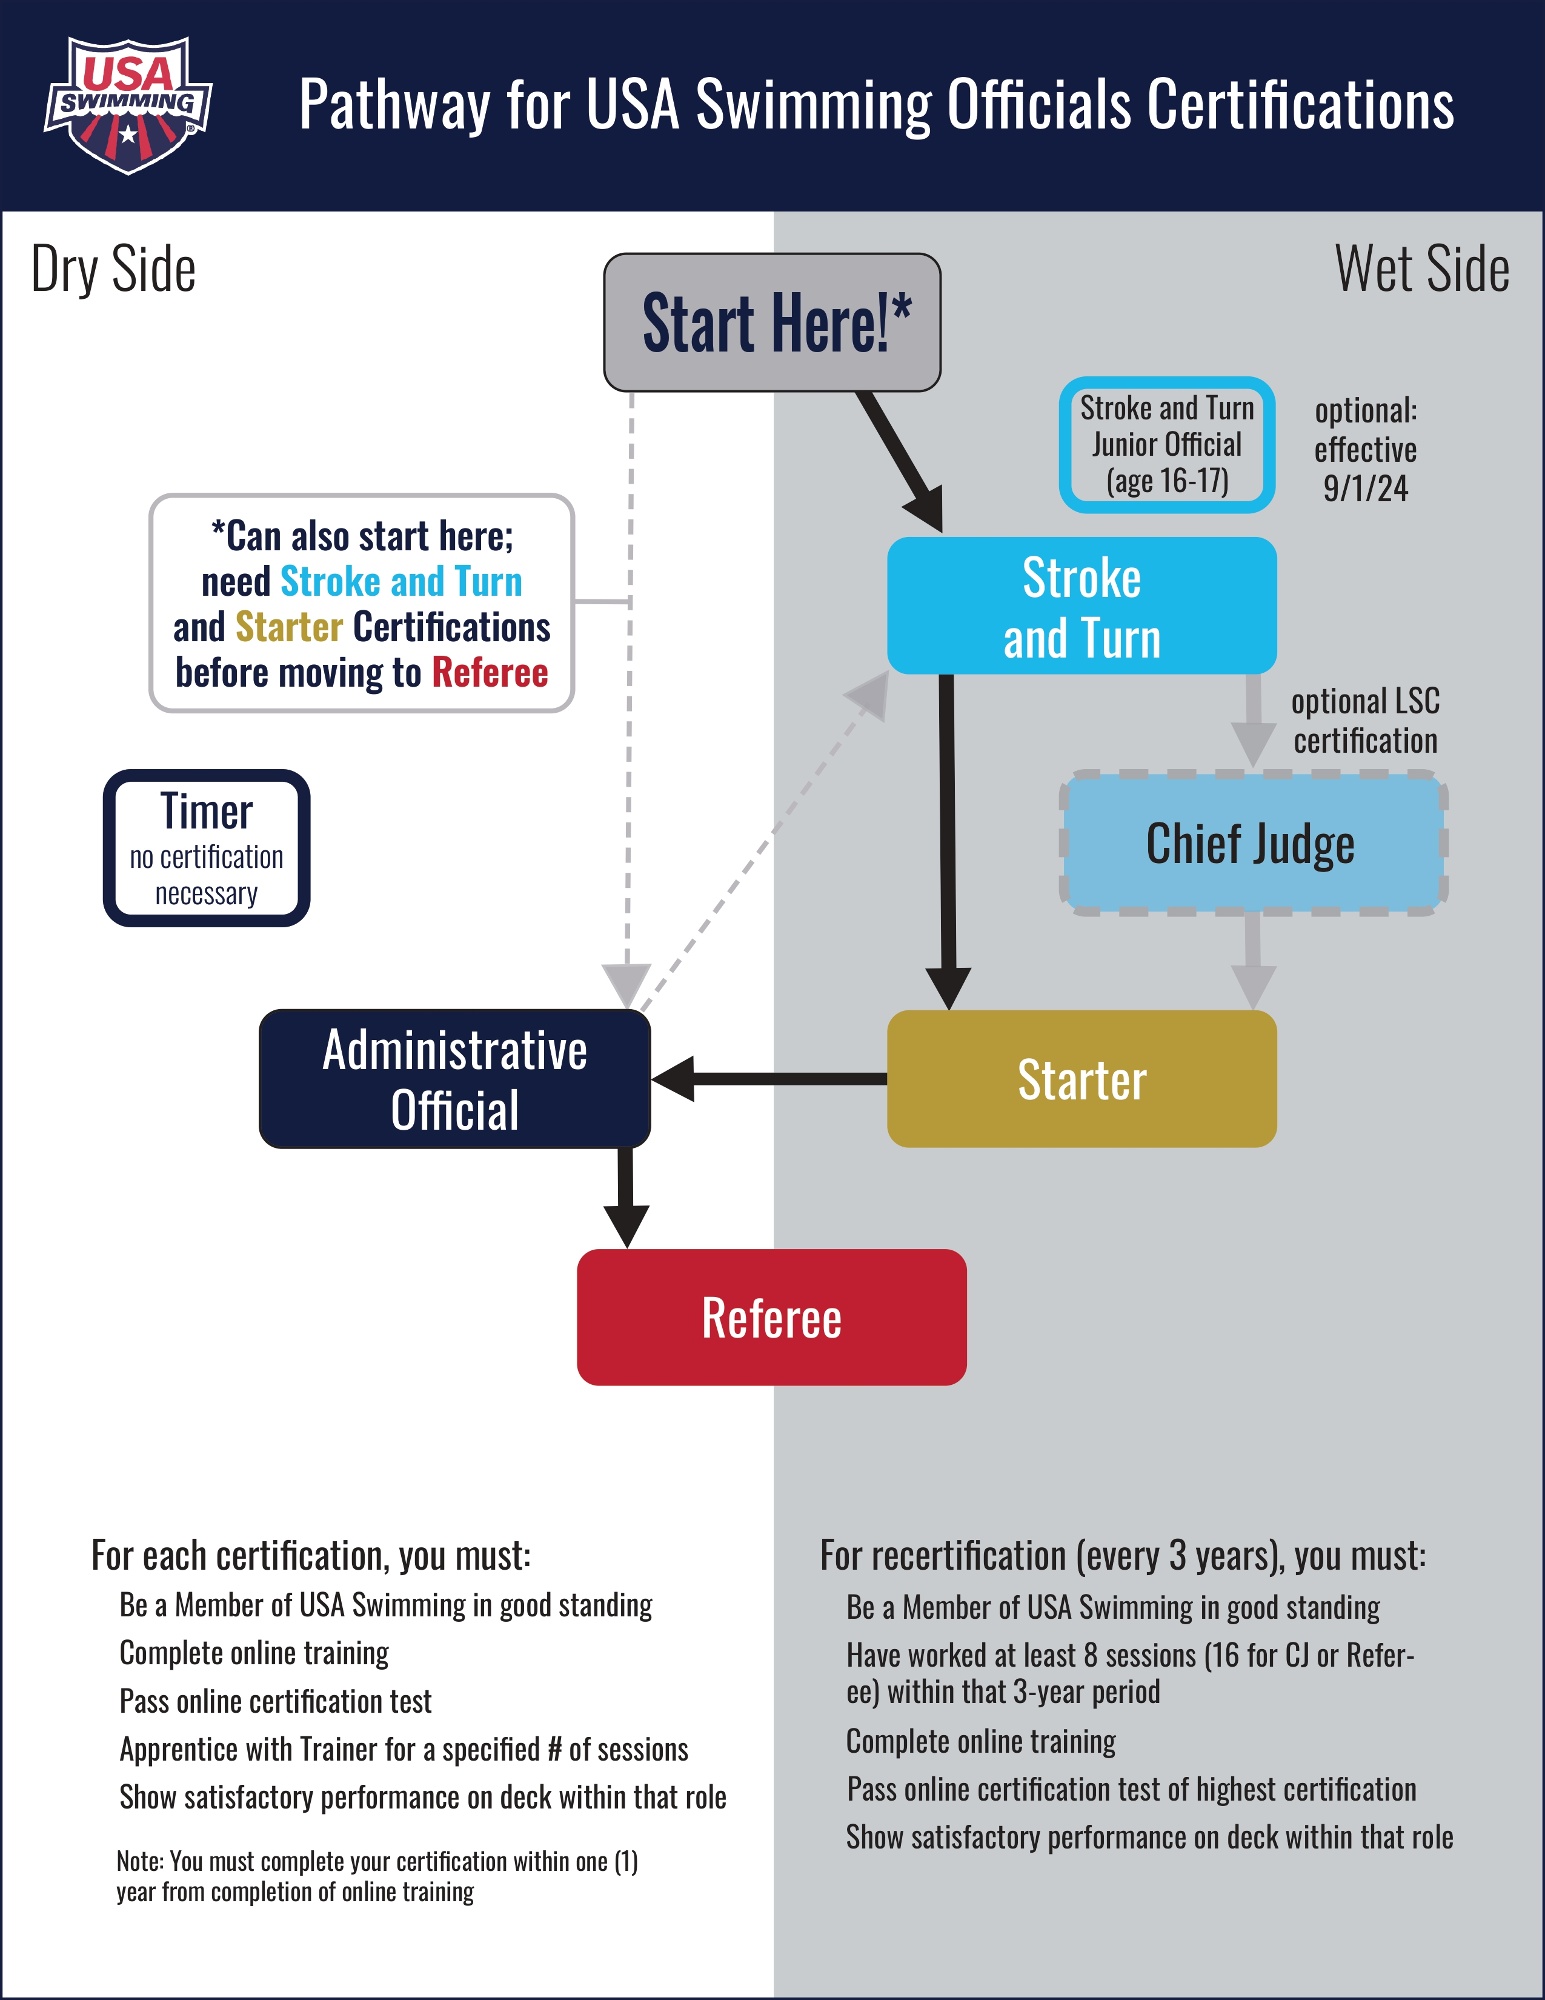 USA
SWIMMING
®
Pathway for USA Swimming Officials Certifications
Dry Side
Wet Side
Start Here!*
Stroke and Turn
Junior Official
(age 16-17)
optional:
effective
9/1/24
*Can also start here;
need Stroke and Turn
and Starter Certifications
before moving to Referee
Stroke
and Turn
optional LSC
certification
Timer
no certification
necessary
Chief Judge
Administrative
Official
Starter
Referee
For each certification, you must:
Be a Member of USA Swimming in good standing
Complete online training
Pass online certification test
Apprentice with Trainer for a specified # of sessions
Show satisfactory performance on deck within that role
Note: You must complete your certification within one (1)
year from completion of online training
For recertification (every 3 years), you must:
Be a Member of USA Swimming in good standing
Have worked at least 8 sessions (16 for CJ or Refer-
ee) within that 3-year period
Complete online training
Pass online certification test of highest certification
Show satisfactory performance on deck within that role